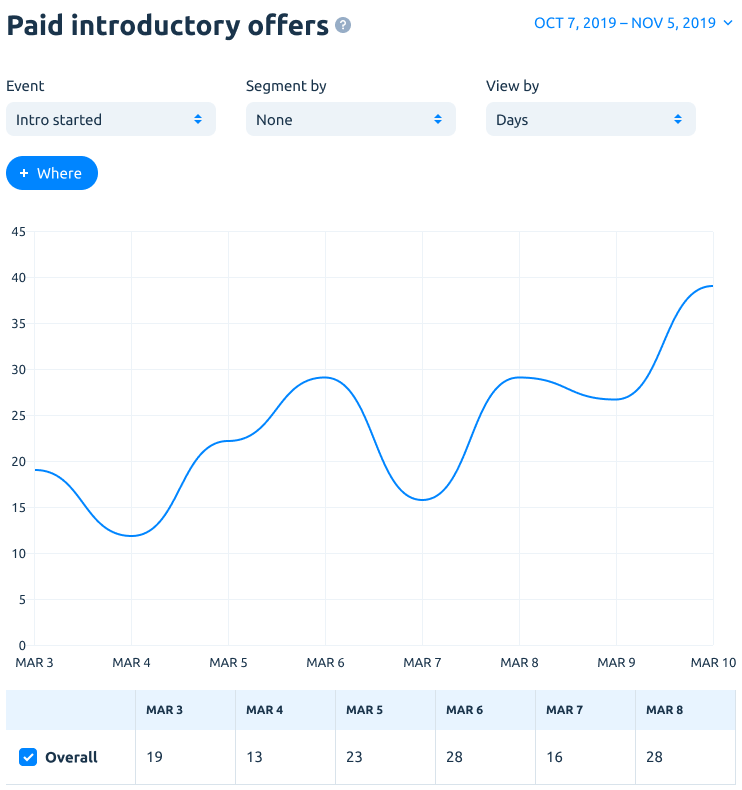 Paid introductory offers ?
OCT 7, 2019 – NOV 5, 2019
Event Segment by View by
Intro started None Days
+ Where
45
40
35
30
25
20
15
10
5
0
MAR 3 MAR 4 MAR 5 MAR 6 MAR 7 MAR 8 MAR 9 MAR 10
MAR 3 MAR 4 MAR 5 MAR 6 MAR 7 MAR 8
Overall 19 13 23 28 16 28